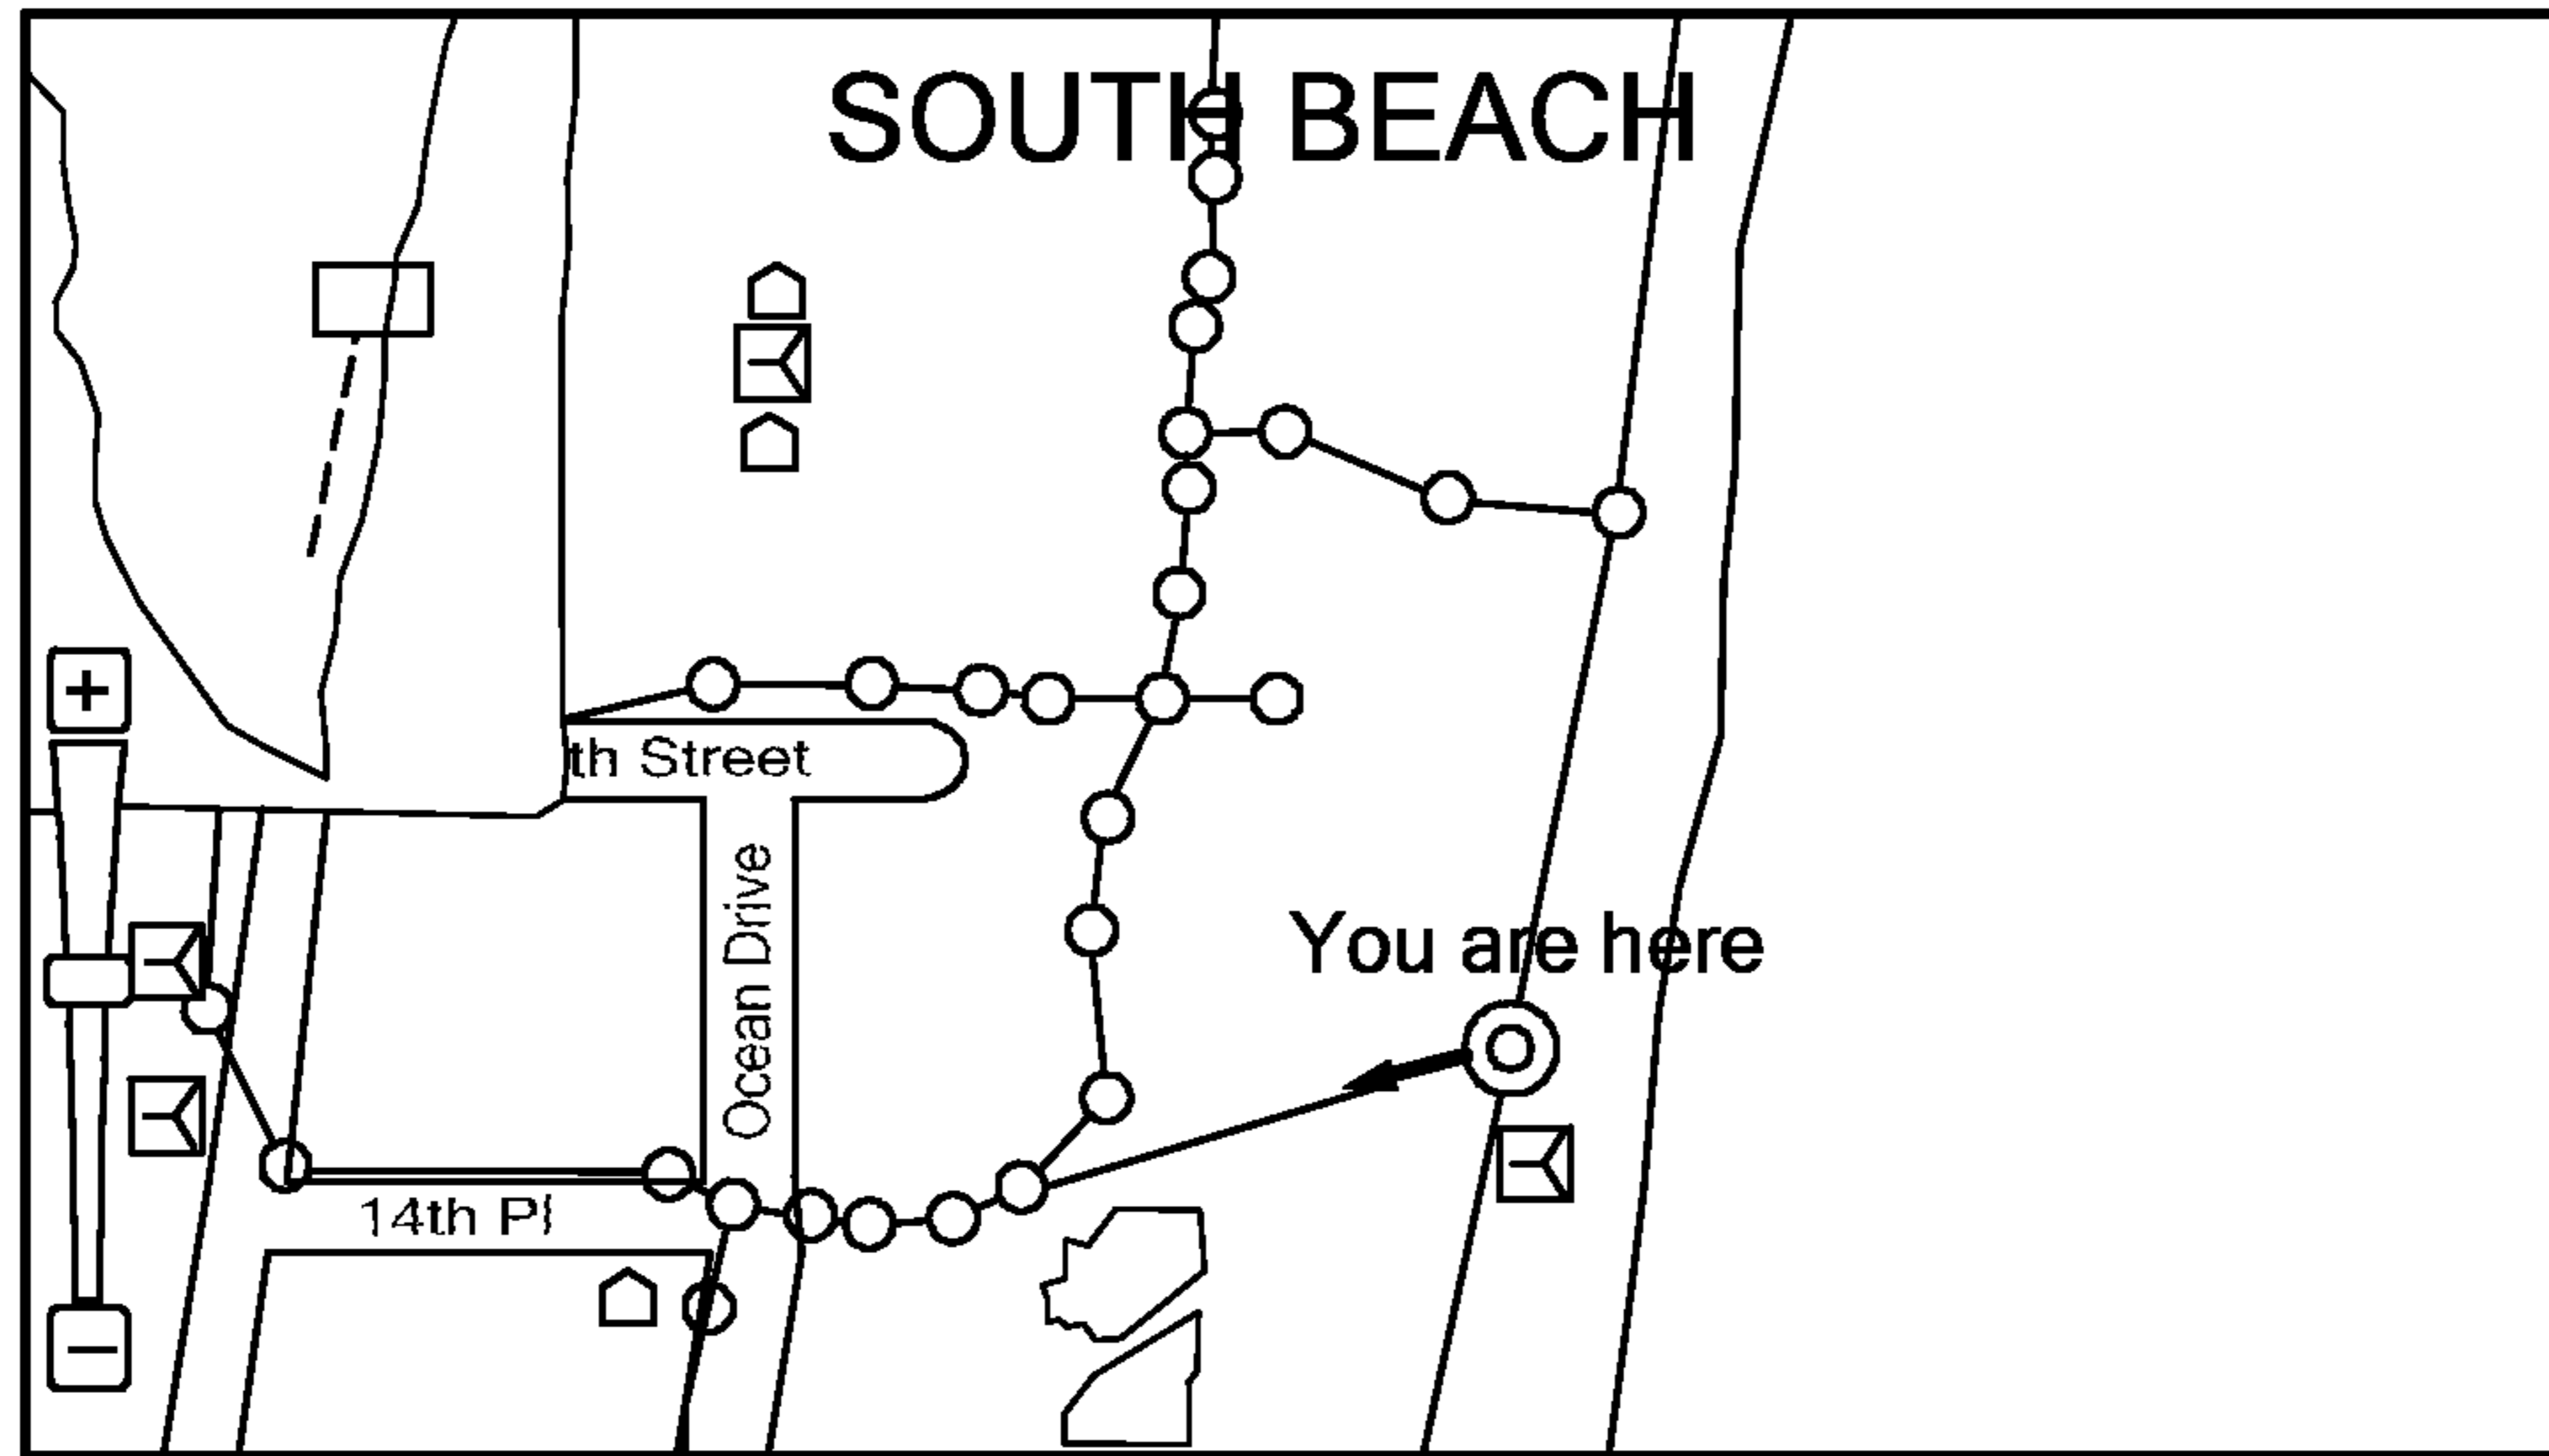 SOUTH BEACH
+
th Street
Ocean Drive
You are here
14th Pl
−